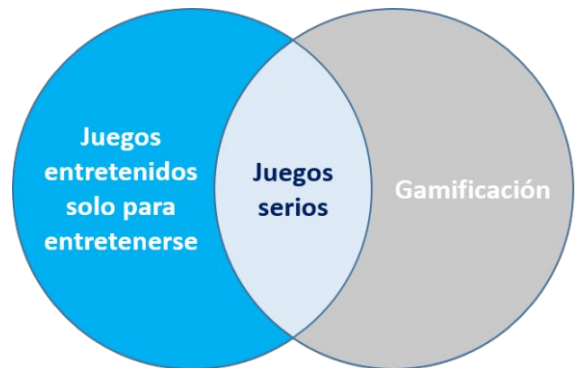 Juegos
entretenidos
solo para
entretenerse
Juegos
serios
Gamificación